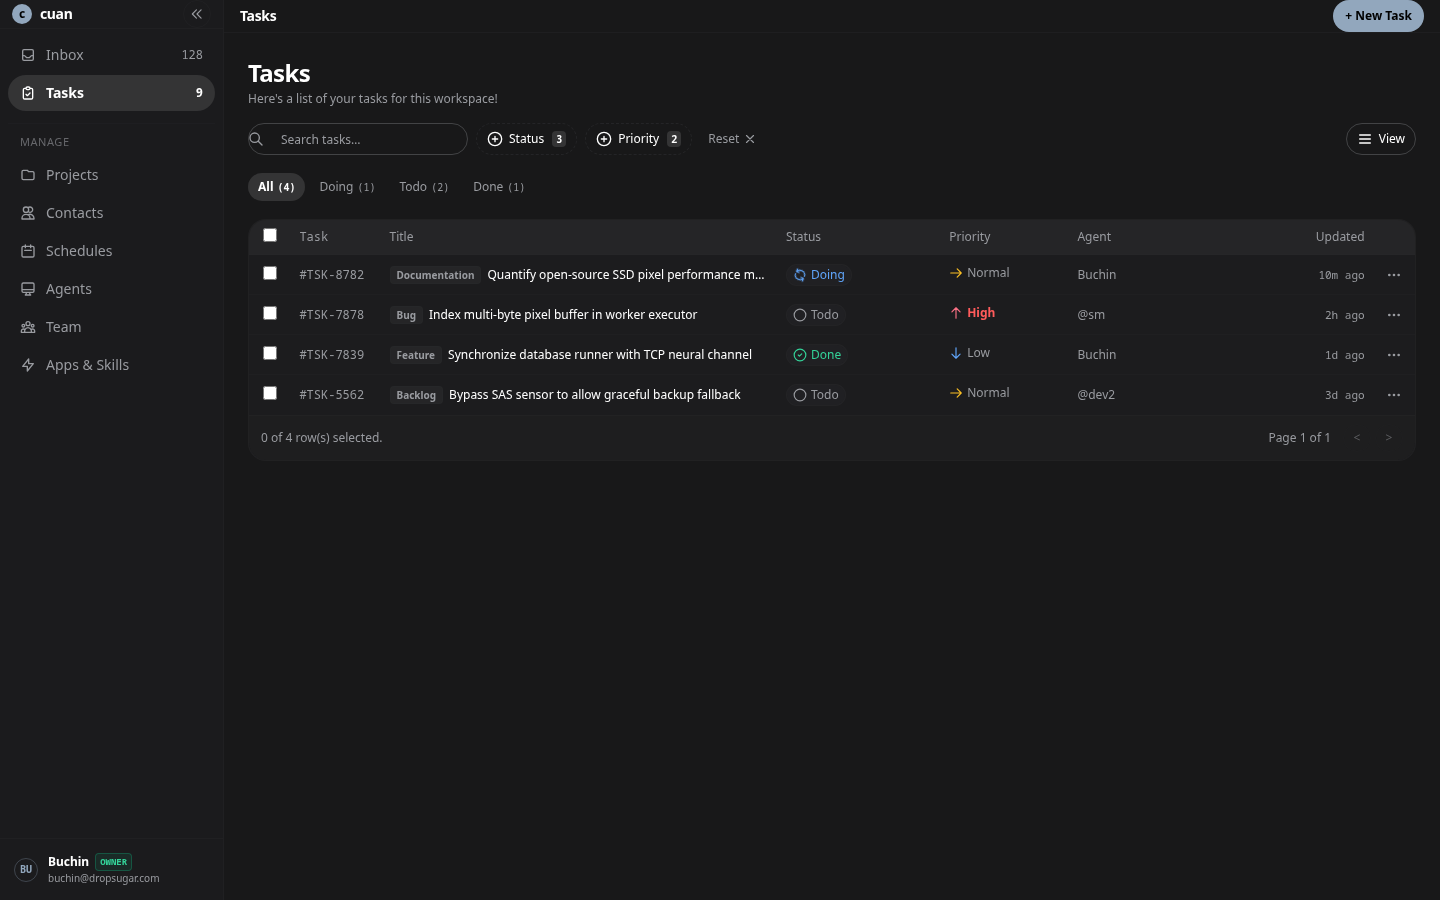 c cuan
Tasks
+ New Task
Inbox 128
Tasks 9
MANAGE
Projects
Contacts
Schedules
Agents
Team
Apps & Skills
Buchin OWNER
BU
buchin@dropsugar.com
Tasks
Here's a list of your tasks for this workspace!
Search tasks... Status 3 Priority 2 Reset View
All (4) Doing (1) Todo (2) Done (1)
Task Title Status Priority Agent Updated
#TSK-8782 Documentation Quantify open-source SSD pixel performance m... Doing Normal Buchin 10m ago
#TSK-7878 Bug Index multi-byte pixel buffer in worker executor Todo High @sm 2h ago
#TSK-7839 Feature Synchronize database runner with TCP neural channel Done Low Buchin 1d ago
#TSK-5562 Backlog Bypass SAS sensor to allow graceful backup fallback Todo Normal @dev2 3d ago
0 of 4 row(s) selected. Page 1 of 1 < >